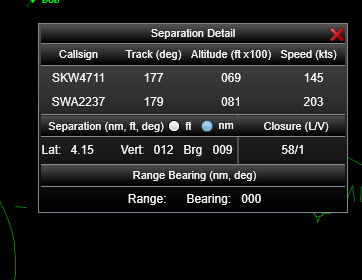 Separation Detail
Callsign Track (deg) Altitude (ft x100) Speed (kts)
SKW4711 177 069 145
SWA2237 179 081 203
Separation (nm, ft, deg) ft nm Closure (L/V)
Lat: 4.15 Vert 012 Brg 009 58/1
Range Bearing (nm, deg)
Range: Bearing: 000